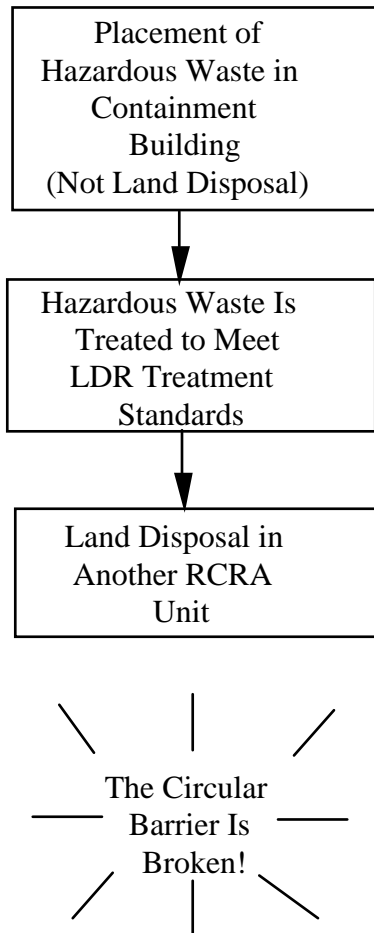 Placement of
Hazardous Waste in
Containment
Building
(Not Land Disposal)
Hazardous Waste Is
Treated to Meet
LDR Treatment
Standards
Land Disposal in
Another RCRA
Unit
The Circular
Barrier Is
Broken!